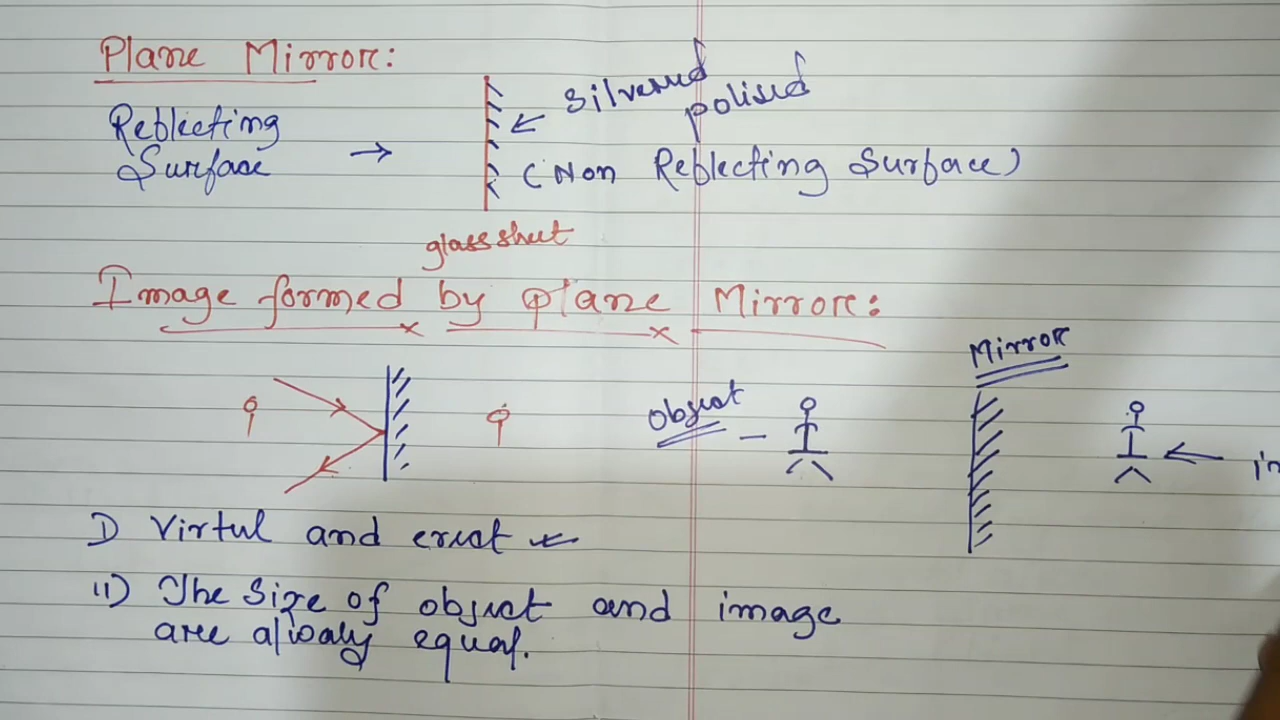 Plane Mirror:
Reflecting
Surface
silvered
polised
(Non Reflecting Surface)
glass sheet
Image formed by plane Mirror:
Mirror
Object
I) Virtul and erect
II) The Size of object and image
are alwaly equal.